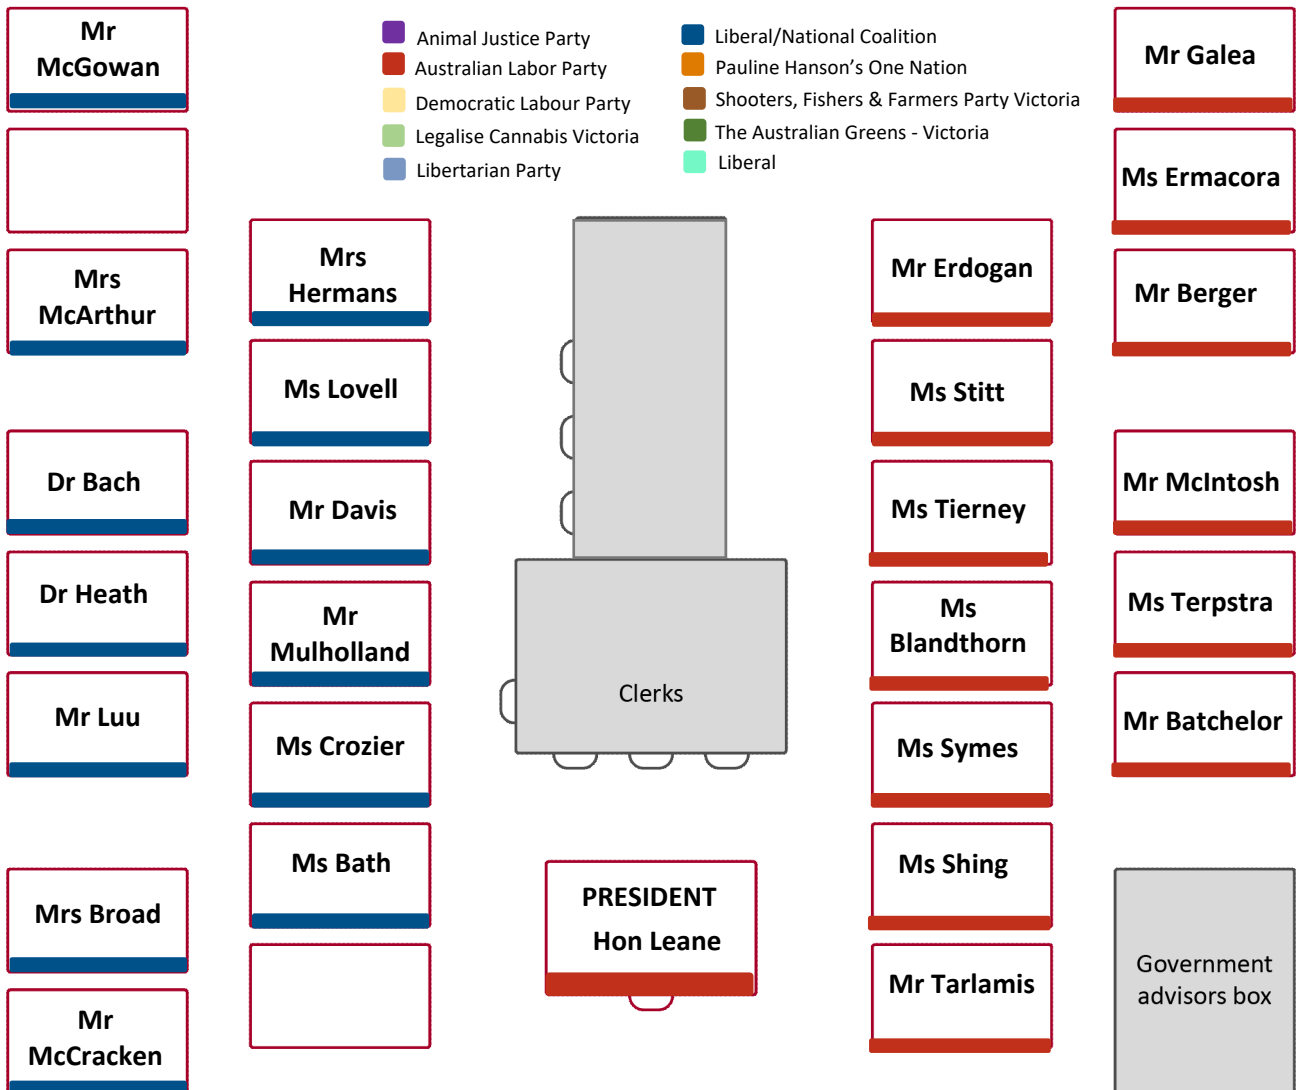 Animal Justice Party
Australian Labor Party
Democratic Labour Party
Legalise Cannabis Victoria
Libertarian Party
Liberal/National Coalition
Pauline Hanson's One Nation
Shooters, Fishers & Farmers Party Victoria
The Australian Greens - Victoria
Liberal
Mr
McGowan
Mrs
McArthur
Dr Bach
Dr Heath
Mr Luu
Mrs Broad
Mr
McCracken
Mrs
Hermans
Ms Lovell
Mr Davis
Mr
Mulholland
Ms Crozier
Ms Bath
Clerks
PRESIDENT
Hon Leane
Mr Erdogan
Ms Stitt
Ms Tierney
Ms
Blandthorn
Ms Symes
Ms Shing
Mr Tarlamis
Mr Galea
Ms Ermacora
Mr Berger
Mr McIntosh
Ms Terpstra
Mr Batchelor
Government
advisors box